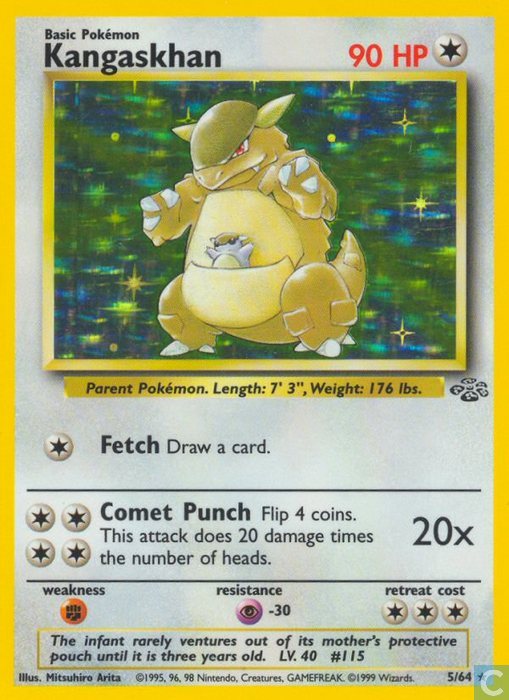 Basic Pokémon
Kangaskhan 90 HP
Parent Pokémon. Length: 7' 3", Weight: 176 lbs.
Fetch Draw a card.
Comet Punch Flip 4 coins.
This attack does 20 damage times
the number of heads.
20x
weakness resistance retreat cost
-30
The infant rarely ventures out of its mother's protective
pouch until it is three years old. LV. 40 #115
Illus. Mitsuhiro Arita ©1995, 96, 98 Nintendo, Creatures, GAMEFREAK. ©1999 Wizards. 5/64
C